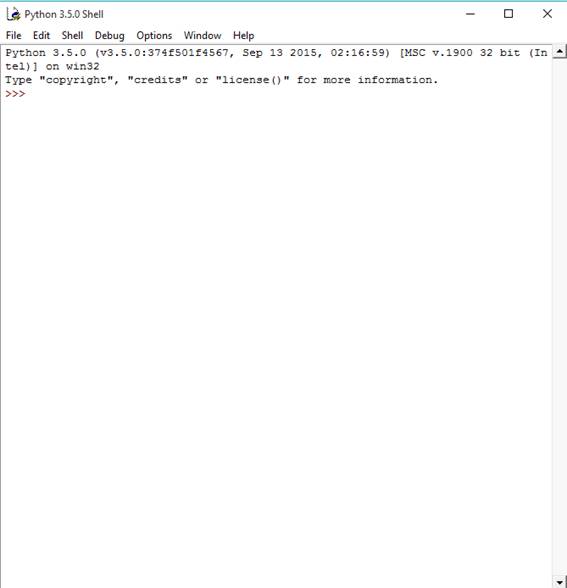 Python 3.5.0 Shell
File Edit Shell Debug Options Window Help
Python 3.5.0 (v3.5.0:374f501f4567, Sep 13 2015, 02:16:59) [MSC v.1900 32 bit (In
tel)] on win32
Type "copyright", "credits" or "license()" for more information.
>>>